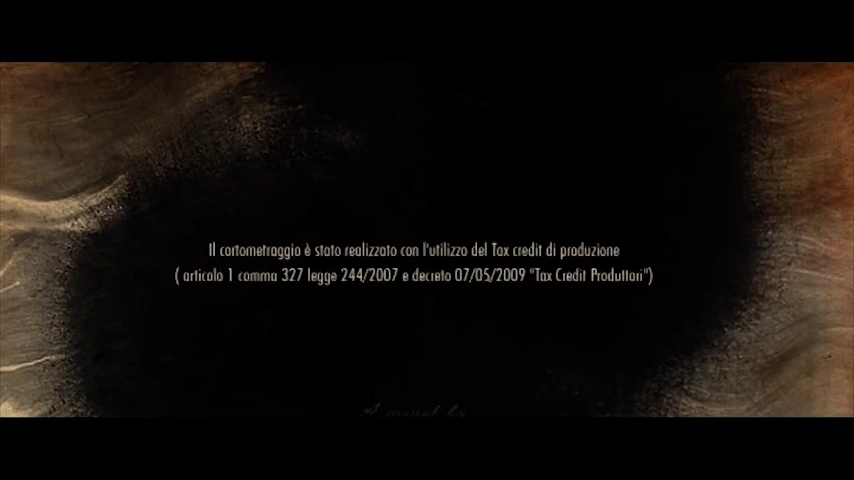 Il cortometraggio è stato realizzato con l'utilizzo del Tax credit di produzione
( articolo 1 comma 327 legge 244/2007 e decreto 07/05/2009 "Tax Credit Produttori")